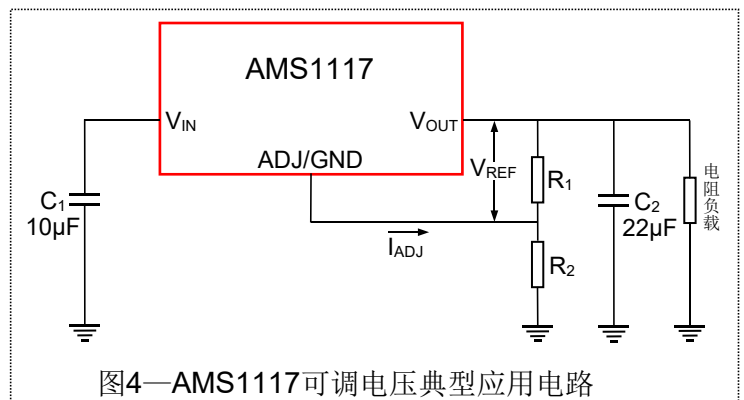 AMS1117
VIN
VOUT
ADJ/GND
VREF
R1
C1
10µF
C2
22µF
电阻负载
IADJ
R2
图4—AMS1117可调电压典型应用电路